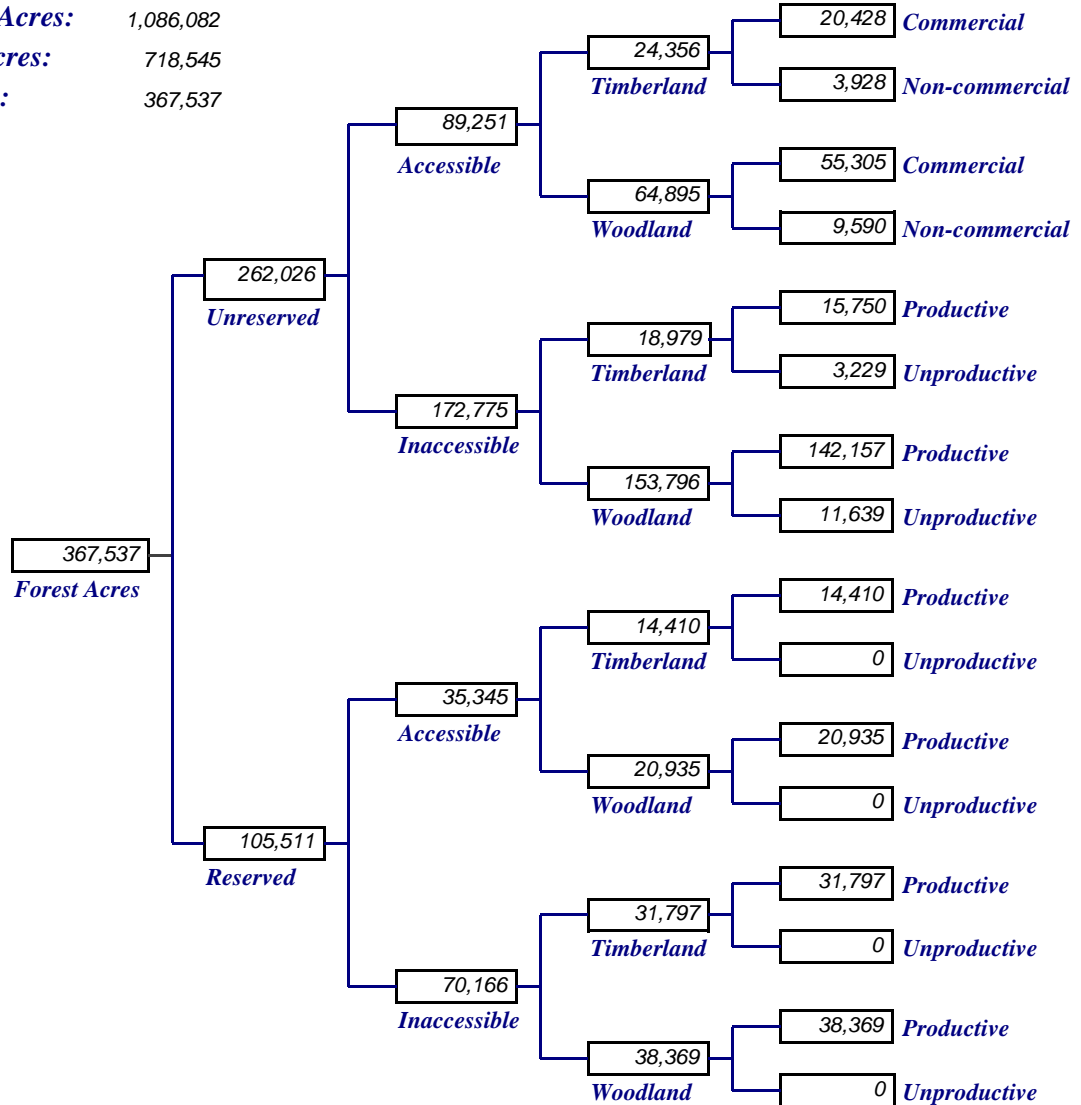 Acres: 1,086,082
cres: 718,545
: 367,537
20,428 Commercial
24,356
Timberland
3,928 Non-commercial
89,251
Accessible
55,305 Commercial
64,895
Woodland
9,590 Non-commercial
262,026
Unreserved
15,750 Productive
18,979
Timberland
3,229 Unproductive
172,775
Inaccessible
142,157 Productive
153,796
Woodland
11,639 Unproductive
367,537
Forest Acres
14,410 Productive
14,410
Timberland
0 Unproductive
35,345
Accessible
20,935 Productive
20,935
Woodland
0 Unproductive
105,511
Reserved
31,797 Productive
31,797
Timberland
0 Unproductive
70,166
Inaccessible
38,369 Productive
38,369
Woodland
0 Unproductive